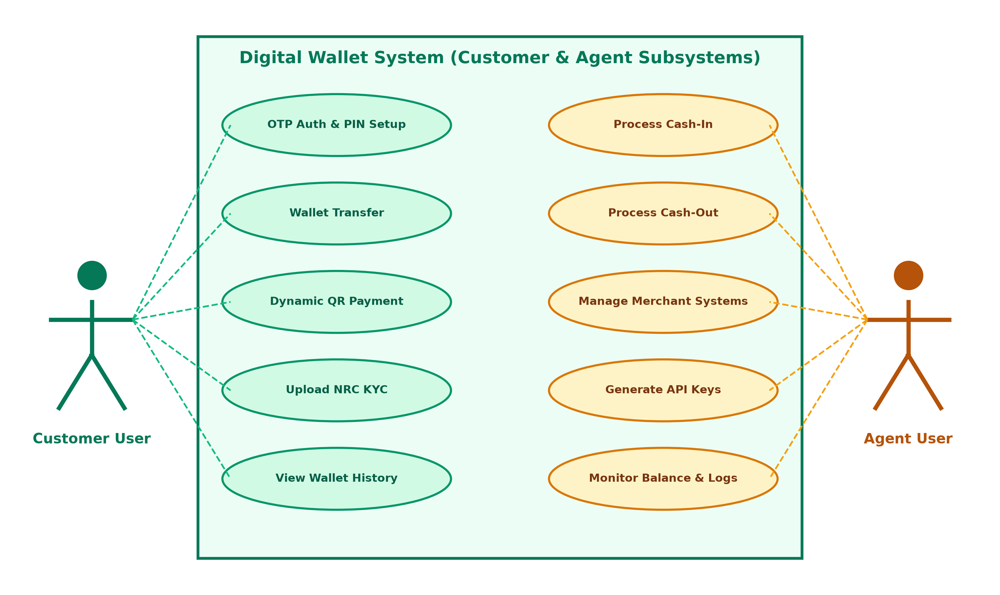 Digital Wallet System (Customer & Agent Subsystems)
OTP Auth & PIN Setup
Process Cash-In
Wallet Transfer
Process Cash-Out
Dynamic QR Payment
Manage Merchant Systems
Upload NRC KYC
Generate API Keys
Customer User
Agent User
View Wallet History
Monitor Balance & Logs